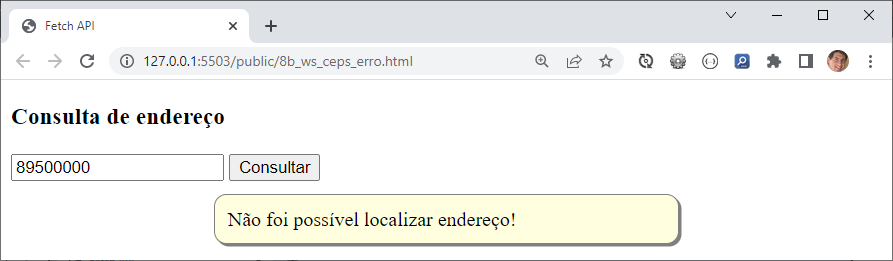 Fetch API
127.0.0.1:5503/public/8b_ws_ceps_erro.html
Consulta de endereço
89500000 Consultar
Não foi possível localizar endereço!